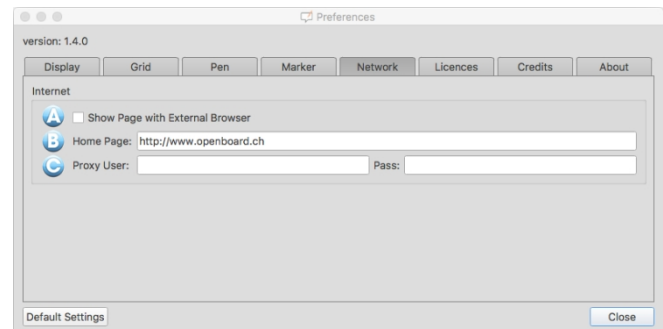 Preferences
version: 1.4.0
Display Grid Pen Marker Network Licences Credits About
Internet
A Show Page with External Browser
B Home Page: http://www.openboard.ch
C Proxy User: Pass:
Default Settings Close